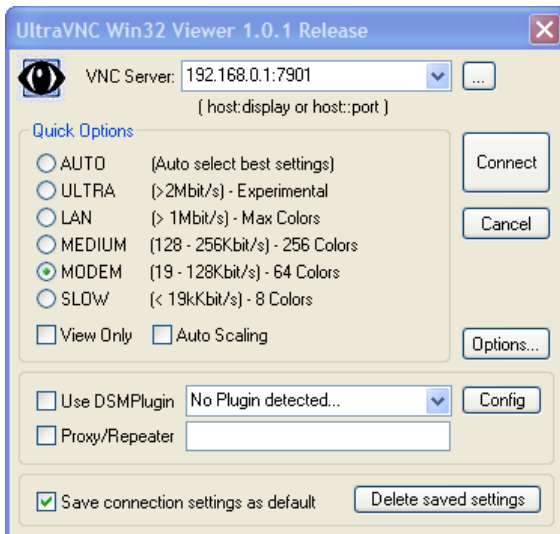 UltraVNC Win32 Viewer 1.0.1 Release
VNC Server: 192.168.0.1:7901 ...
( host:display or host::port )
Quick Options
AUTO (Auto select best settings)
ULTRA (>2Mbit/s) - Experimental
LAN (> 1Mbit/s) - Max Colors
MEDIUM (128 - 256Kbit/s) - 256 Colors
MODEM (19 - 128Kbit/s) - 64 Colors
SLOW (< 19kKbit/s) - 8 Colors
View Only Auto Scaling
Connect
Cancel
Options...
Use DSMPlugin No Plugin detected... Config
Proxy/Repeater
Save connection settings as default Delete saved settings